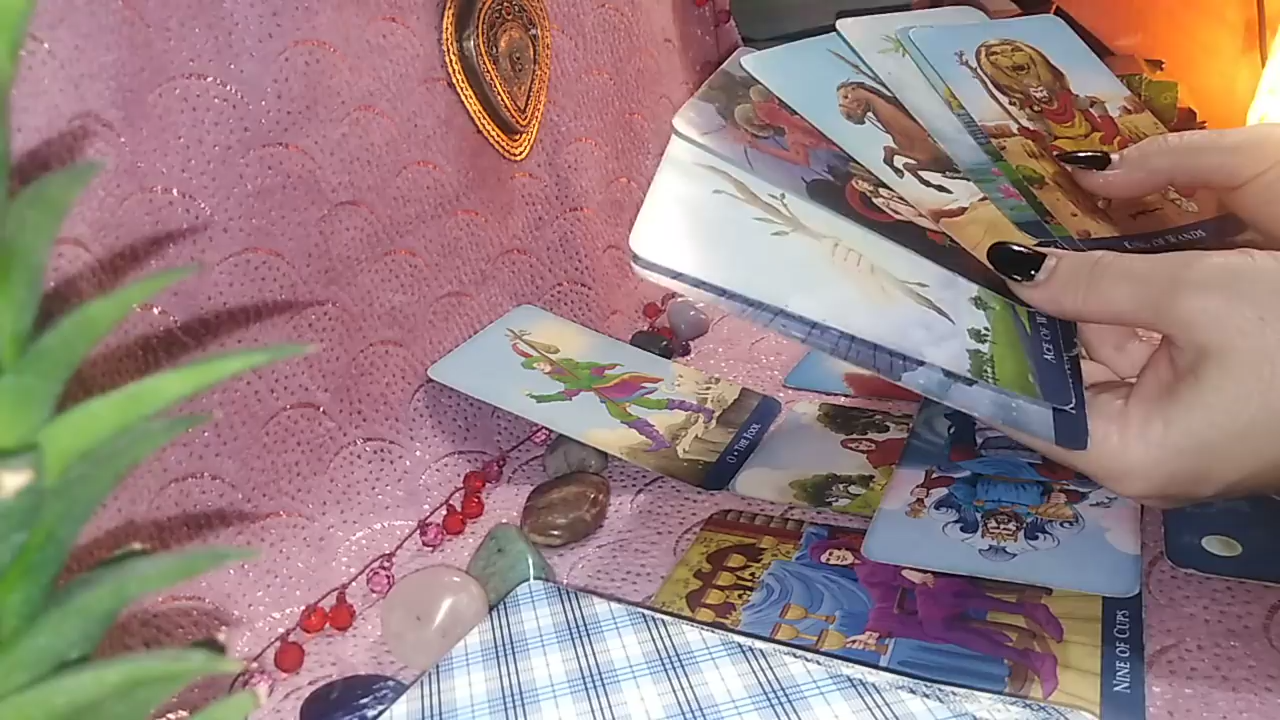 KING OF WANDS
ACE OF W
0 • THE FOOL
NINE OF CUPS